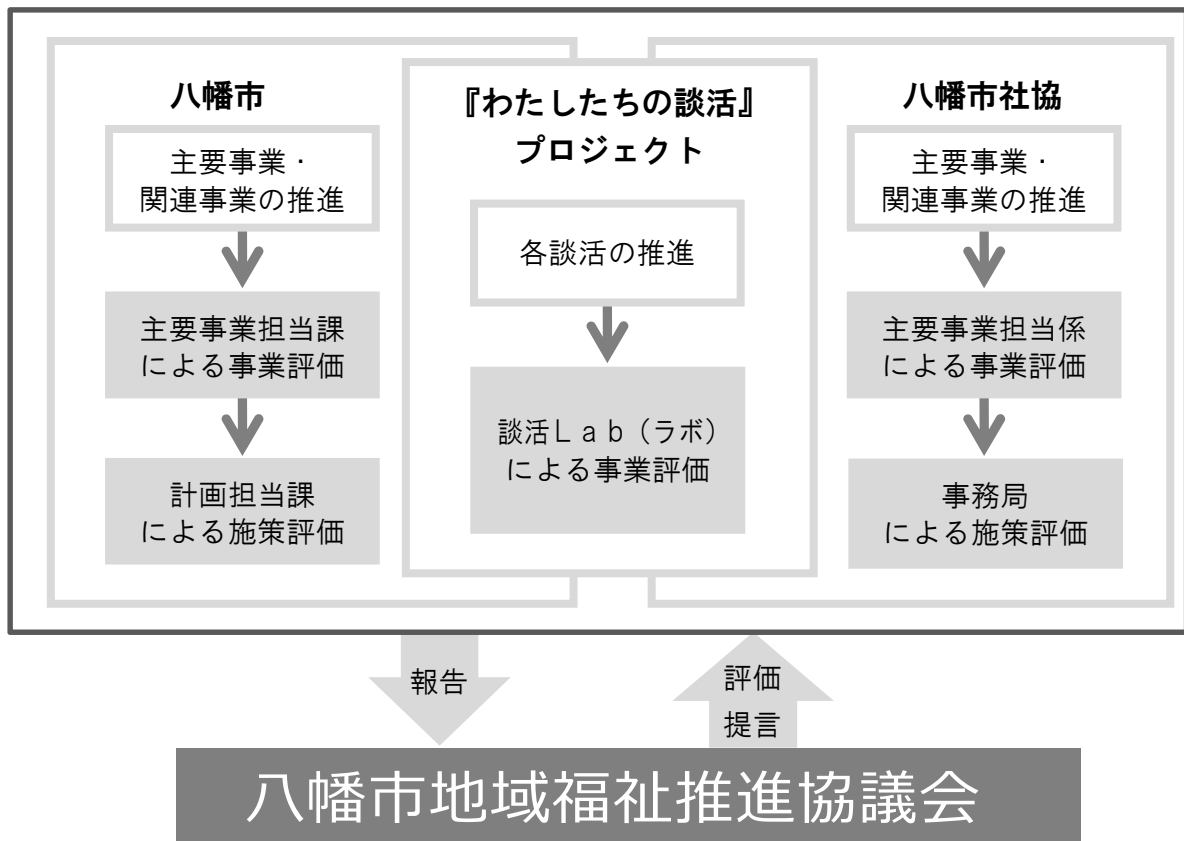 八幡市
主要事業・
関連事業の推進
主要事業担当課
による事業評価
計画担当課
による施策評価
『わたしたちの談活』
プロジェクト
各談活の推進
談活Ｌａｂ（ラボ）
による事業評価
八幡市社協
主要事業・
関連事業の推進
主要事業担当係
による事業評価
事務局
による施策評価
報告
評価
提言
八幡市地域福祉推進協議会